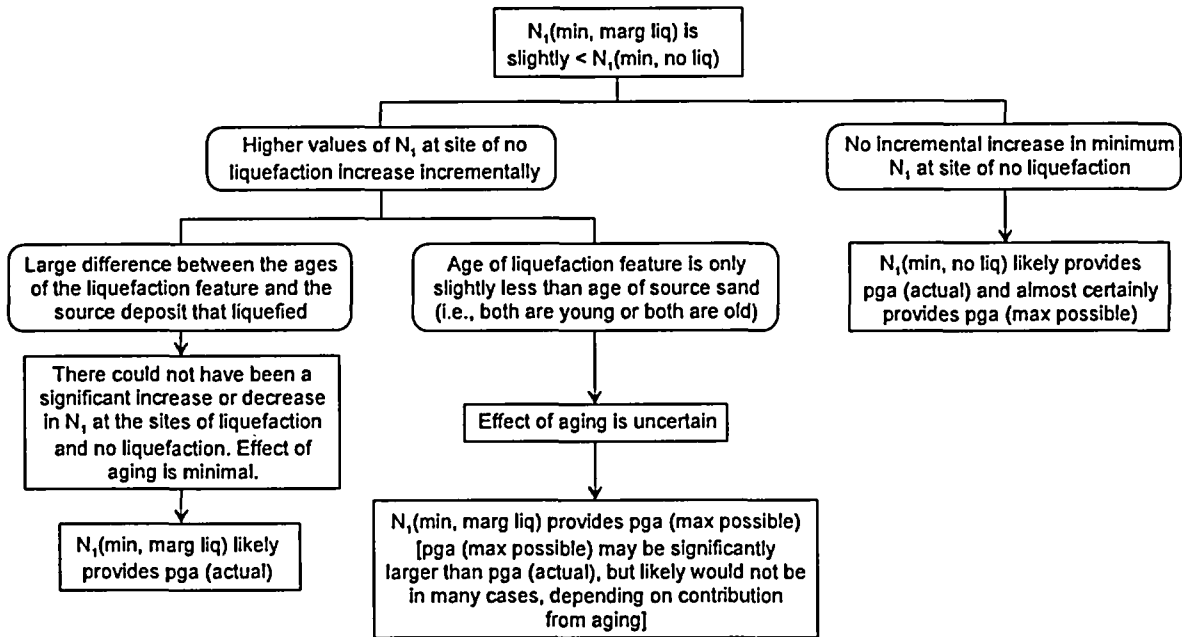 N₁(min, marg liq) is
slightly < N₁(min, no liq)
Higher values of N₁ at site of no
liquefaction increase incrementally
No incremental increase in minimum
N₁ at site of no liquefaction
Large difference between the ages
of the liquefaction feature and the
source deposit that liquefied
Age of liquefaction feature is only
slightly less than age of source sand
(i.e., both are young or both are old)
N₁(min, no liq) likely provides
pga (actual) and almost certainly
provides pga (max possible)
There could not have been a
significant increase or decrease
in N₁ at the sites of liquefaction
and no liquefaction. Effect of
aging is minimal.
Effect of aging is uncertain
N₁(min, marg liq) likely
provides pga (actual)
N₁(min, marg liq) provides pga (max possible)
[pga (max possible) may be significantly
larger than pga (actual), but likely would not be
in many cases, depending on contribution
from aging]